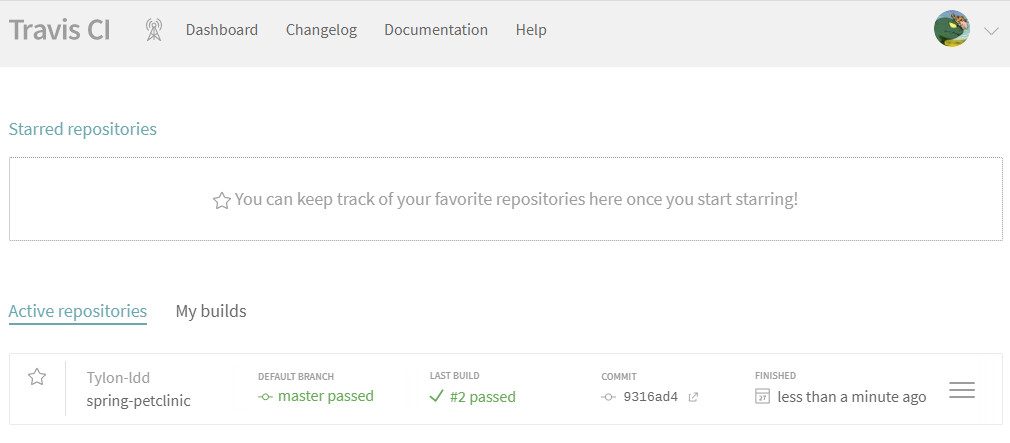 Travis CI Dashboard Changelog Documentation Help
Starred repositories
You can keep track of your favorite repositories here once you start starring!
Active repositories My builds
Tylon-ldd DEFAULT BRANCH LAST BUILD COMMIT FINISHED
spring-petclinic master passed #2 passed 9316ad4 27 less than a minute ago